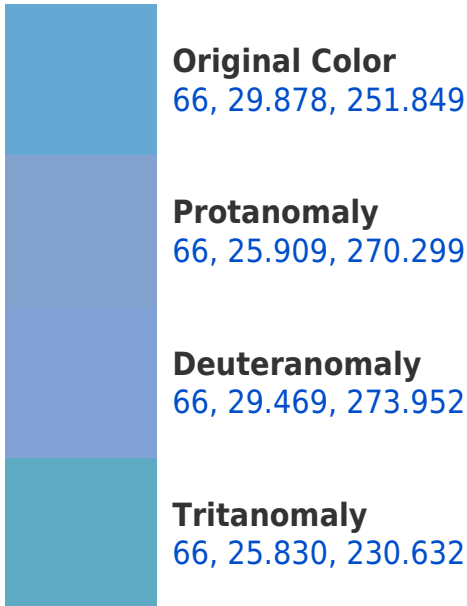 Original Color
66, 29.878, 251.849
Protanomaly
66, 25.909, 270.299
Deuteranomaly
66, 29.469, 273.952
Tritanomaly
66, 25.830, 230.632